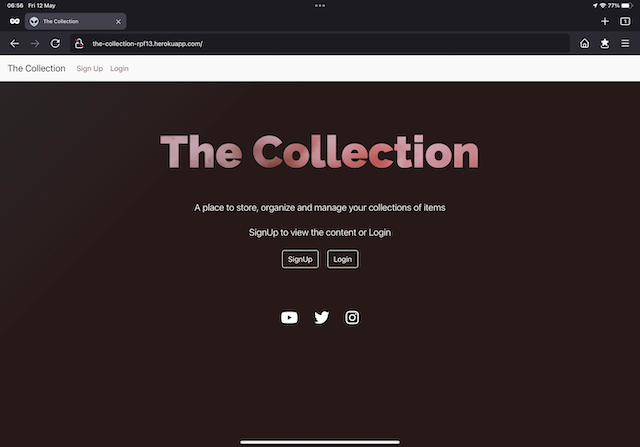 06:56 Fri 12 May
77%
The Collection
the-collection-rpf13.herokuapp.com/
1
The Collection Sign Up Login
The Collection
A place to store, organize and manage your collections of items
SignUp to view the content or Login
SignUp Login